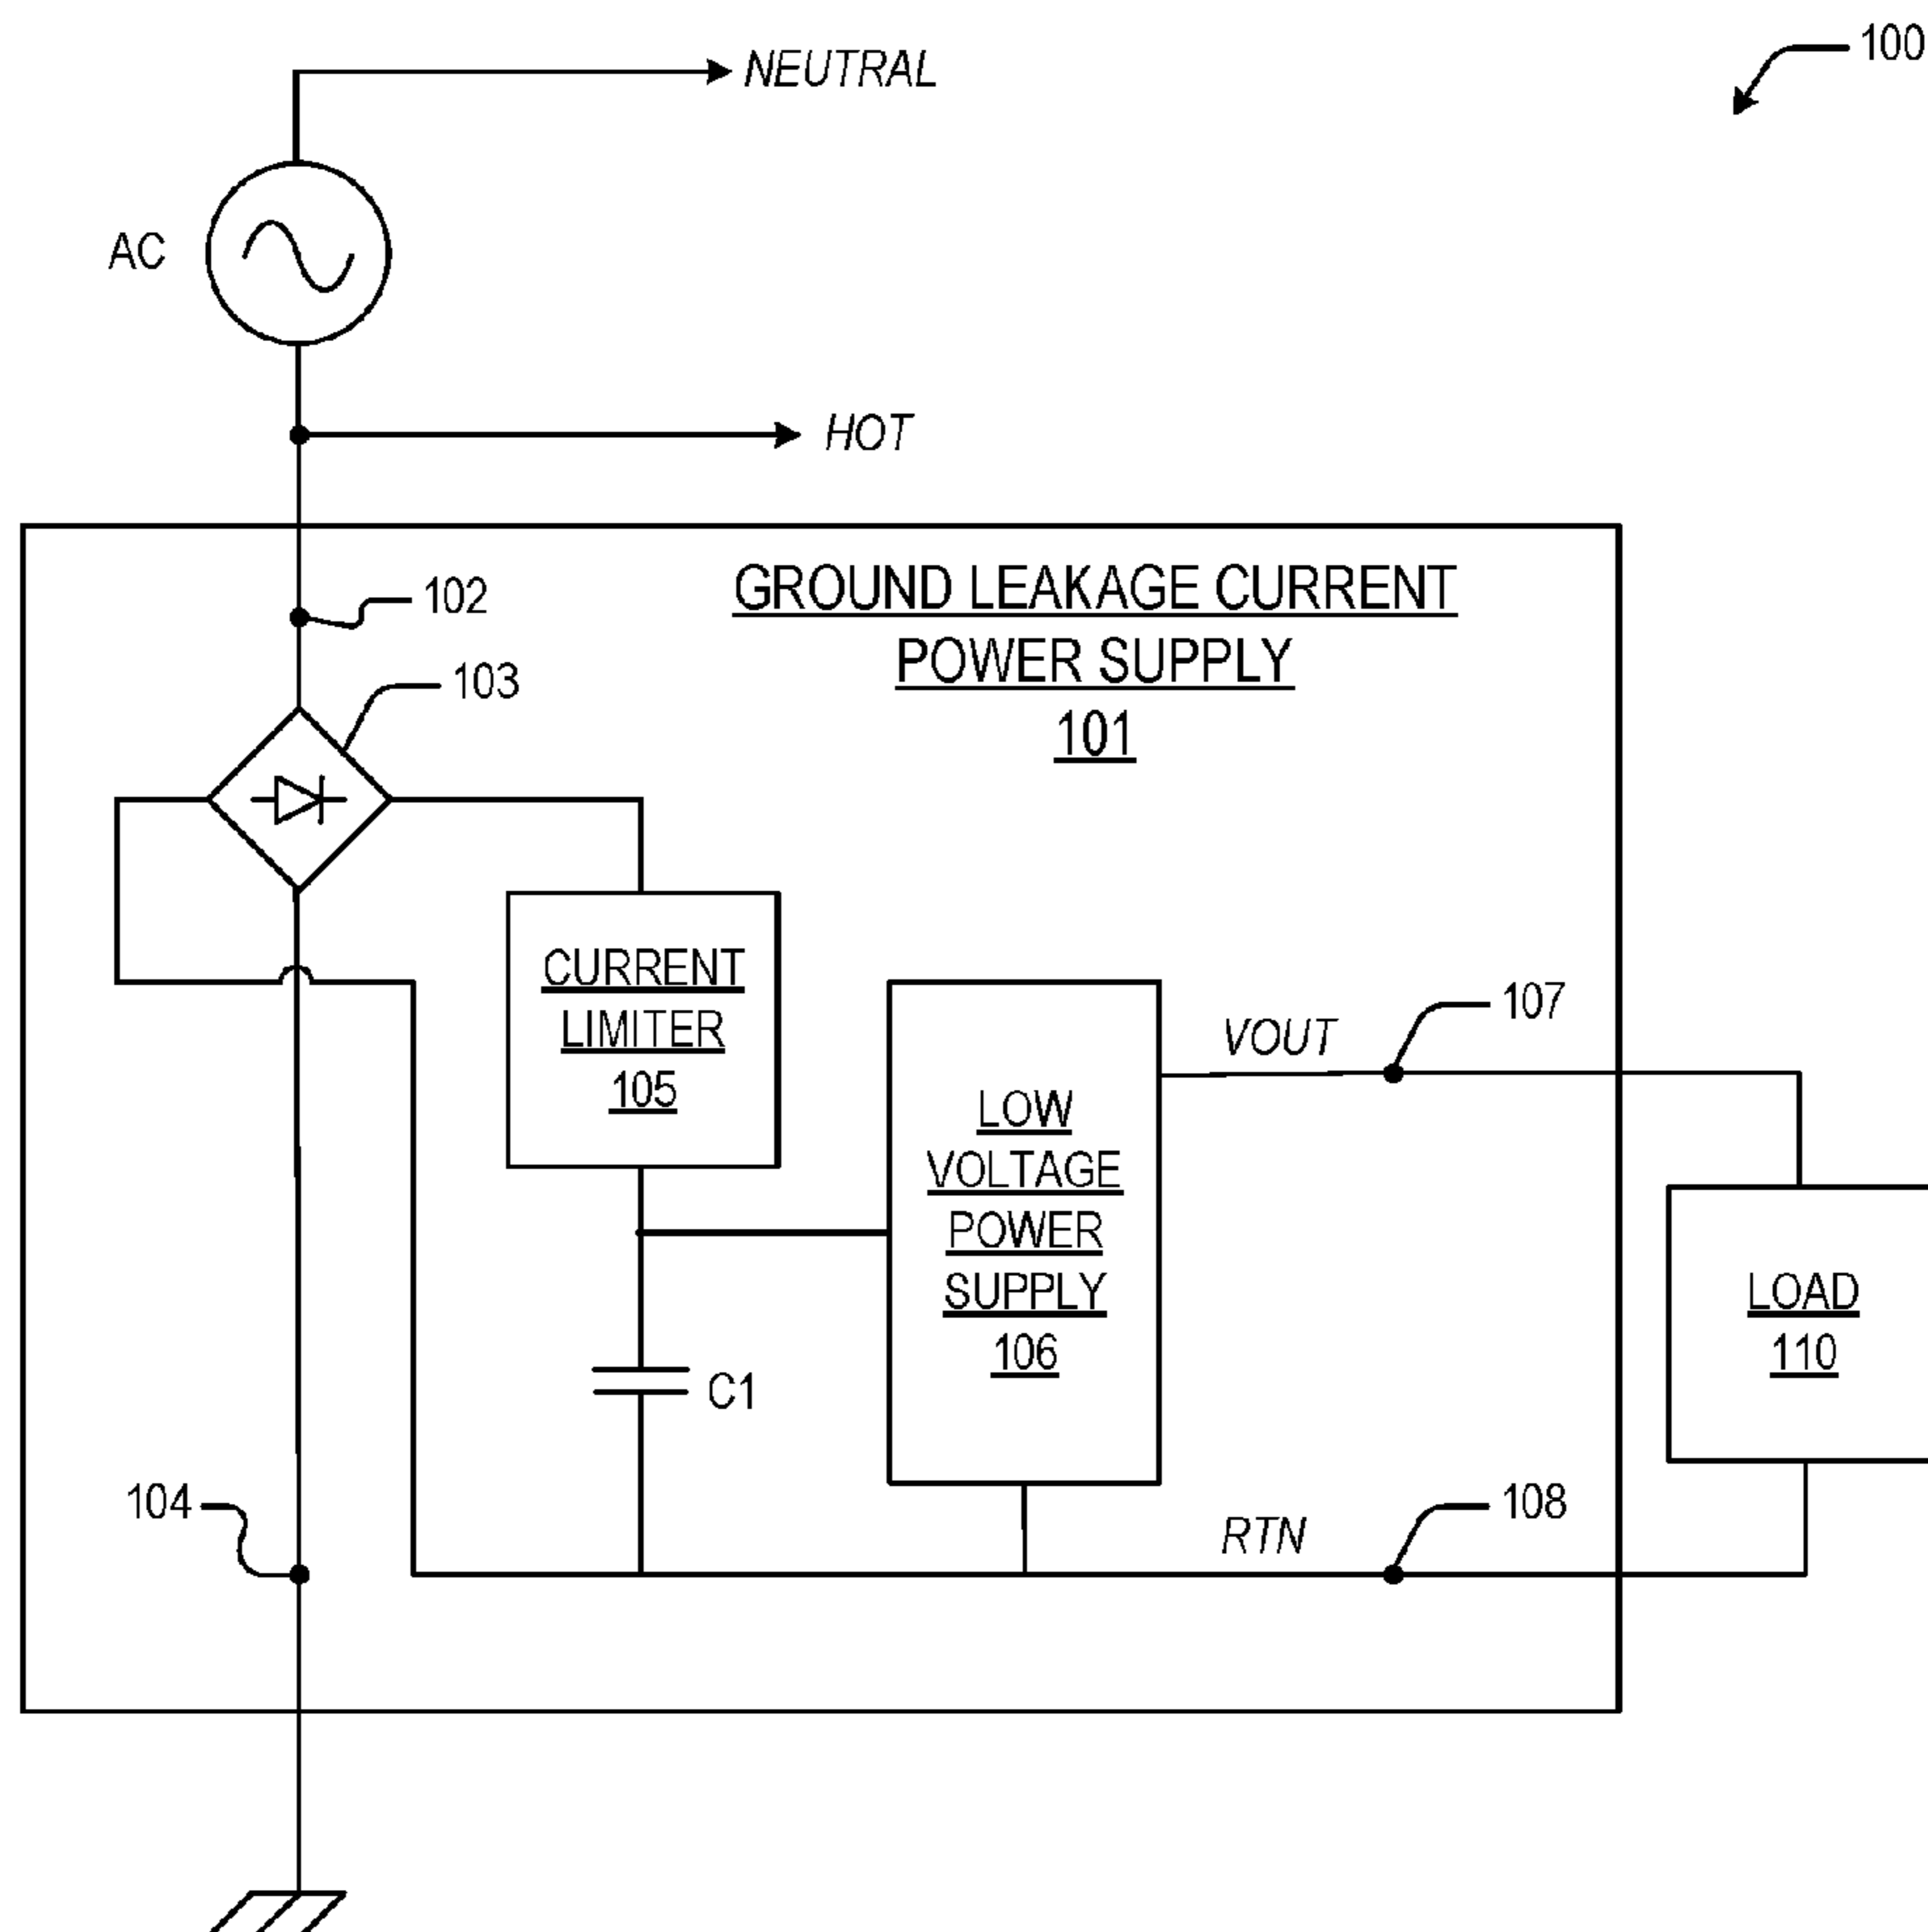 NEUTRAL
100
AC
HOT
102
GROUND LEAKAGE CURRENT
POWER SUPPLY
101
103
CURRENT
LIMITER
105
107
VOUT
LOW
VOLTAGE
POWER
SUPPLY
106
LOAD
110
C1
104
108
RTN